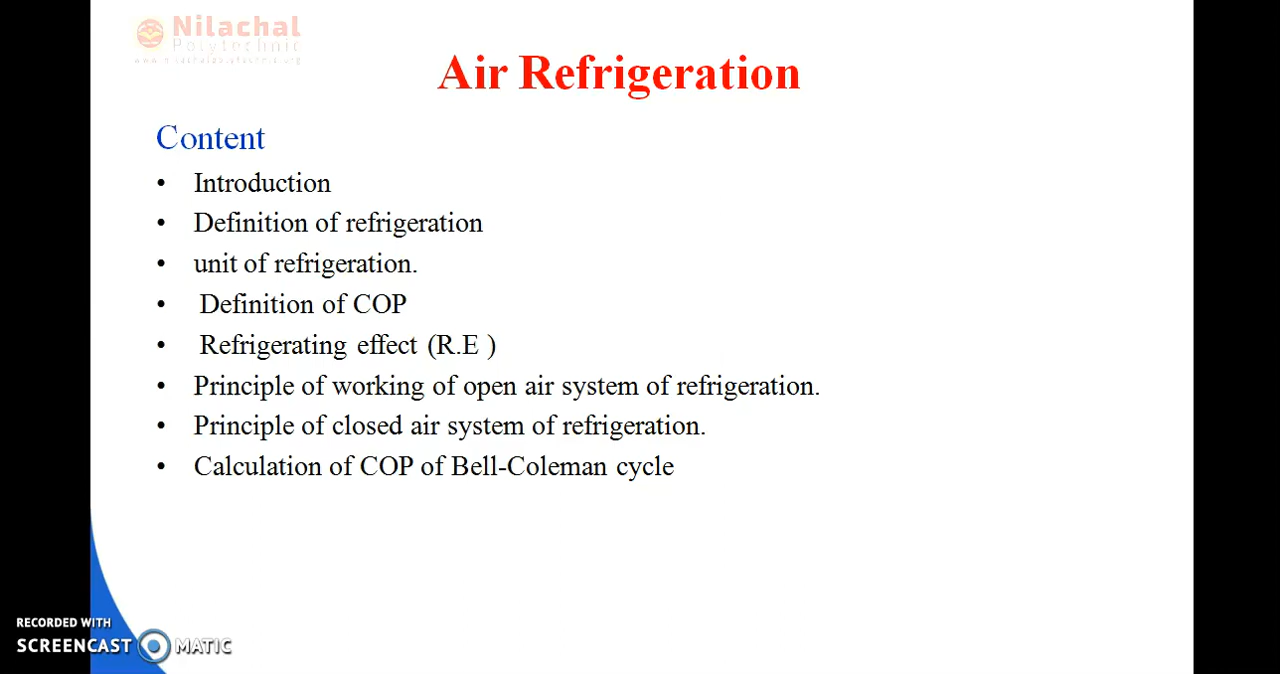 Nilachal
Polytechnic
Air Refrigeration
Content
• Introduction
• Definition of refrigeration
• unit of refrigeration.
• Definition of COP
• Refrigerating effect (R.E )
• Principle of working of open air system of refrigeration.
• Principle of closed air system of refrigeration.
• Calculation of COP of Bell-Coleman cycle
RECORDED WITH
SCREENCAST MATIC